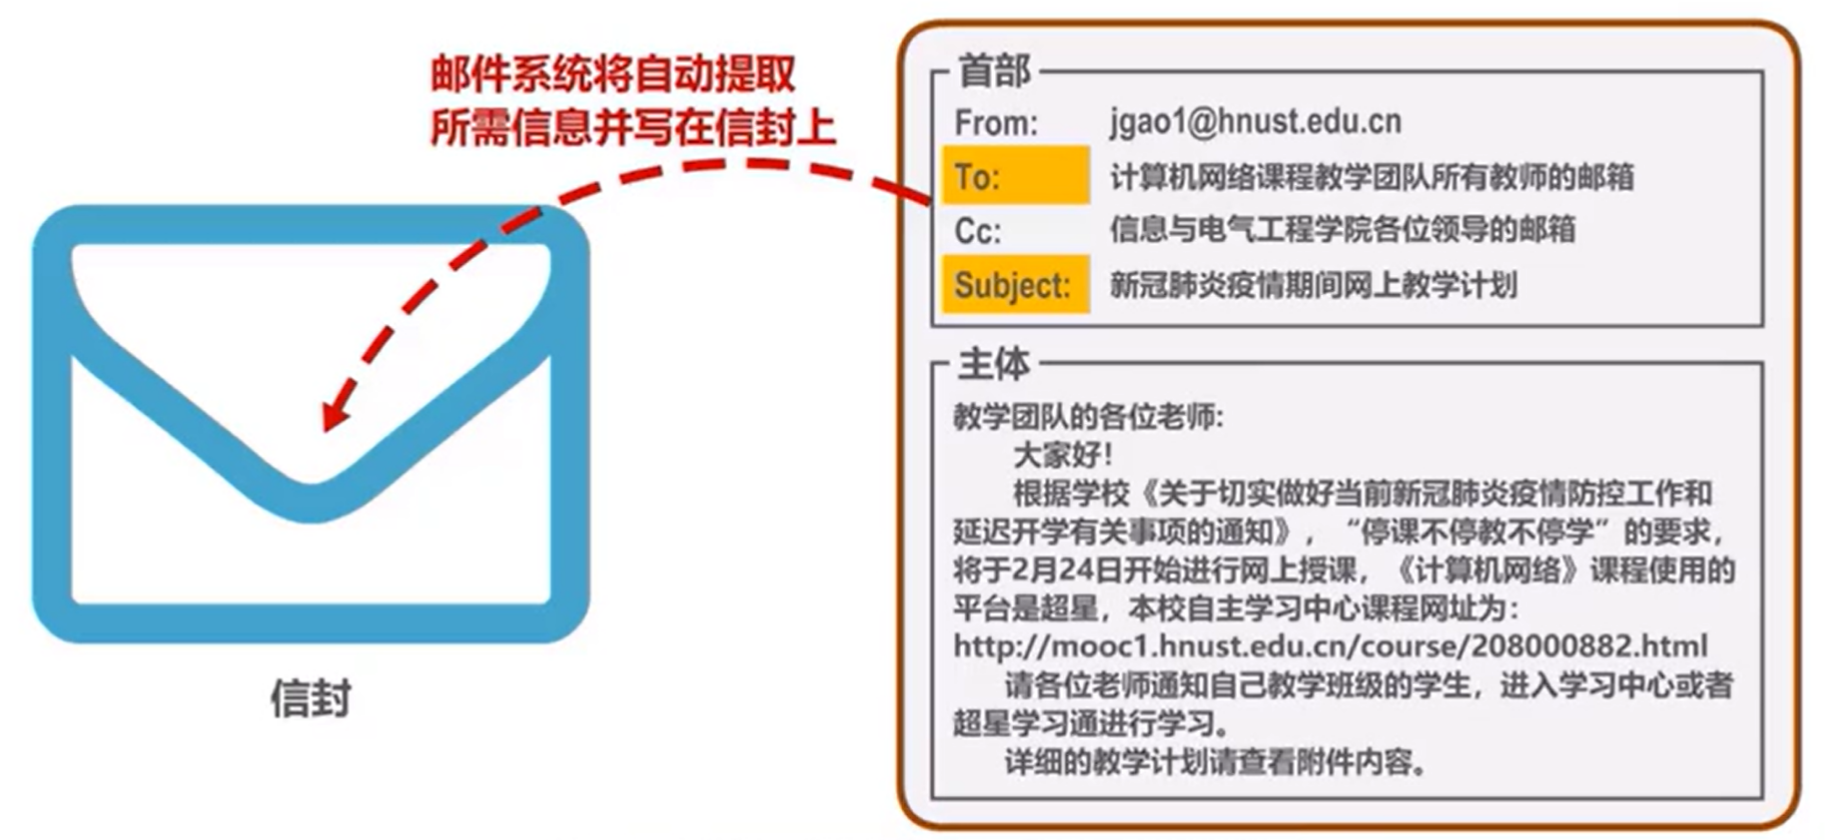 邮件系统将自动提取
所需信息并写在信封上
信封
首部
From: jgao1@hnust.edu.cn
To: 计算机网络课程教学团队所有教师的邮箱
Cc: 信息与电气工程学院各位领导的邮箱
Subject: 新冠肺炎疫情期间网上教学计划
主体
教学团队的各位老师:
大家好!
根据学校《关于切实做好当前新冠肺炎疫情防控工作和
延迟开学有关事项的通知》，“停课不停教不停学”的要求，
将于2月24日开始进行网上授课，《计算机网络》课程使用的
平台是超星，本校自主学习中心课程网址为:
http://mooc1.hnust.edu.cn/course/208000882.html
请各位老师通知自己教学班级的学生，进入学习中心或者
超星学习通进行学习。
详细的教学计划请查看附件内容。